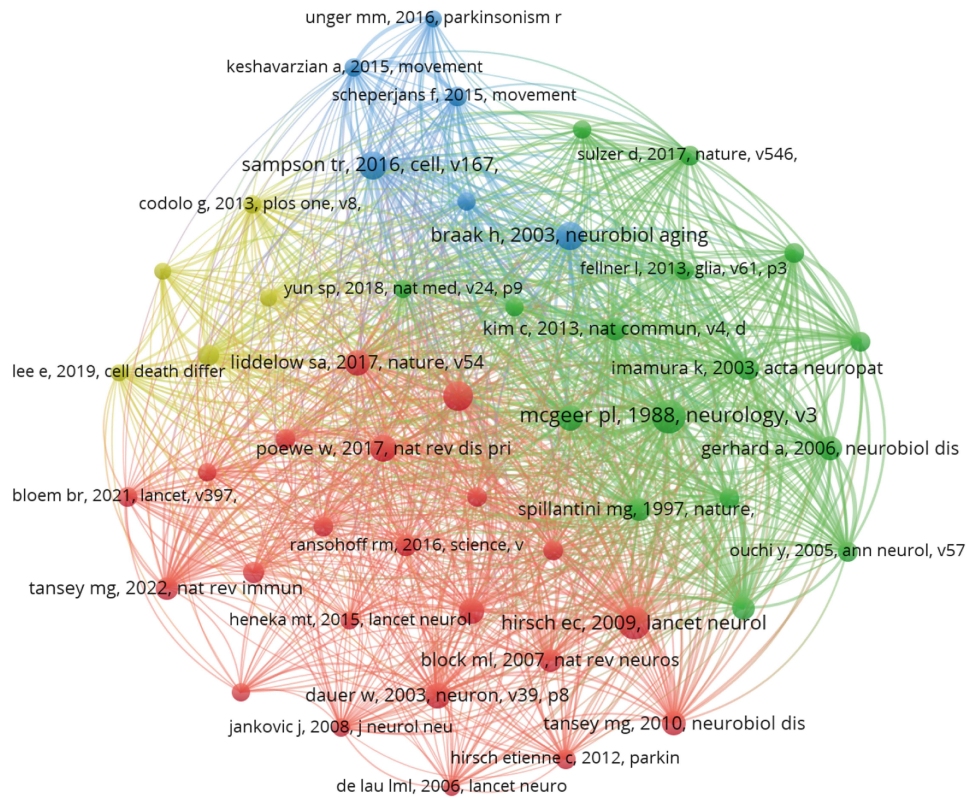 unger mm, 2016, parkinsonism r
keshavarzian a, 2015, movement
scheperjans f, 2015, movement
sulzer d, 2017, nature, v546,
sampson tr, 2016, cell, v167,
codolo g, 2013, plos one, v8,
braak h, 2003, neurobiol aging
fellner l, 2013, glia, v61, p3
yun sp, 2018, nat med, v24, p9
kim c, 2013, nat commun, v4, d
liddelow sa, 2017, nature, v54
imamura k, 2003, acta neuropat
lee e, 2019, cell death differ
mcgeer pl, 1988, neurology, v3
poewe w, 2017, nat rev dis pri
gerhard a, 2006, neurobiol dis
bloem br, 2021, lancet, v397,
spillantini mg, 1997, nature,
ransohoff rm, 2016, science, v
ouchi y, 2005, ann neurol, v57
tansey mg, 2022, nat rev immun
heneka mt, 2015, lancet neurol
hirsch ec, 2009, lancet neurol
block ml, 2007, nat rev neuros
dauer w, 2003, neuron, v39, p8
jankovic j, 2008, j neurol neu
tansey mg, 2010, neurobiol dis
hirsch etienne c, 2012, parkin
de lau lml, 2006, lancet neuro